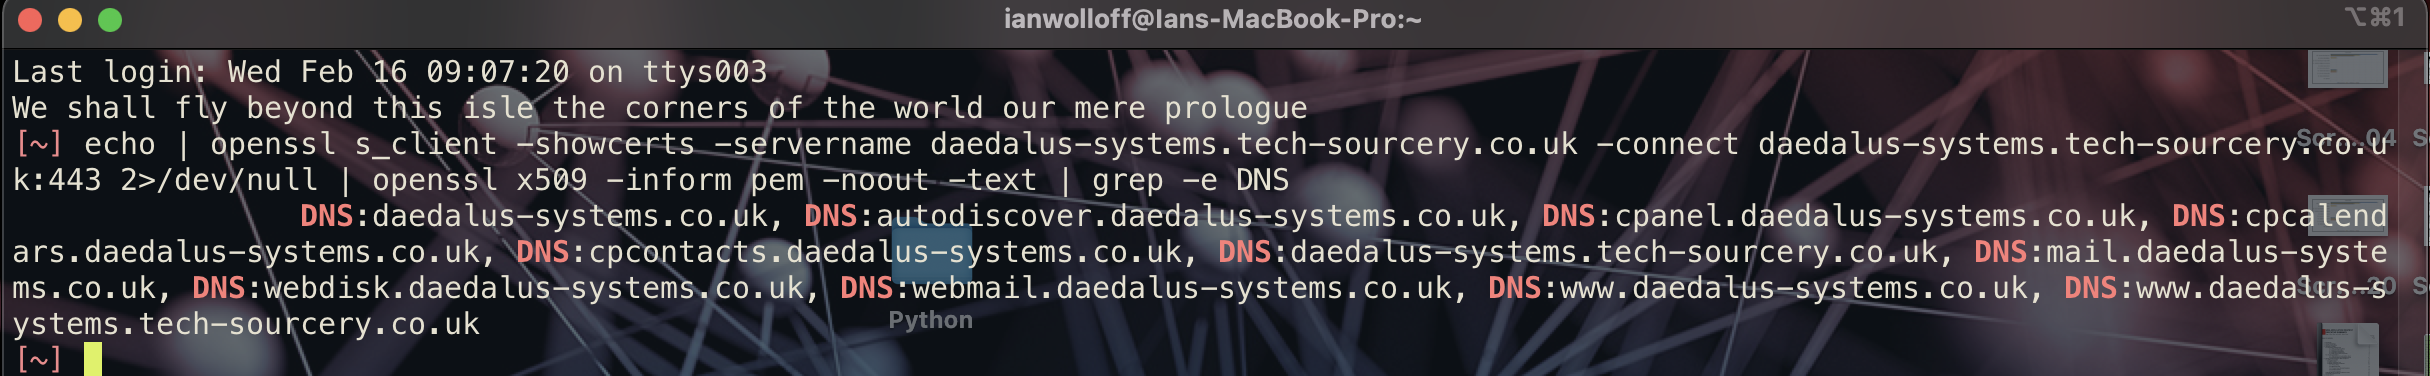 ianwolloff@Ians-MacBook-Pro:~
⌥⌘1
Last login: Wed Feb 16 09:07:20 on ttys003
We shall fly beyond this isle the corners of the world our mere prologue
[~] echo | openssl s_client -showcerts -servername daedalus-systems.tech-sourcery.co.uk -connect daedalus-systems.tech-sourcery.co.u
k:443 2>/dev/null | openssl x509 -inform pem -noout -text | grep -e DNS
DNS:daedalus-systems.co.uk, DNS:autodiscover.daedalus-systems.co.uk, DNS:cpanel.daedalus-systems.co.uk, DNS:cpcalend
ars.daedalus-systems.co.uk, DNS:cpcontacts.daedalus-systems.co.uk, DNS:daedalus-systems.tech-sourcery.co.uk, DNS:mail.daedalus-syste
ms.co.uk, DNS:webdisk.daedalus-systems.co.uk, DNS:webmail.daedalus-systems.co.uk, DNS:www.daedalus-systems.co.uk, DNS:www.daedalus-s
ystems.tech-sourcery.co.uk
[~]
Python